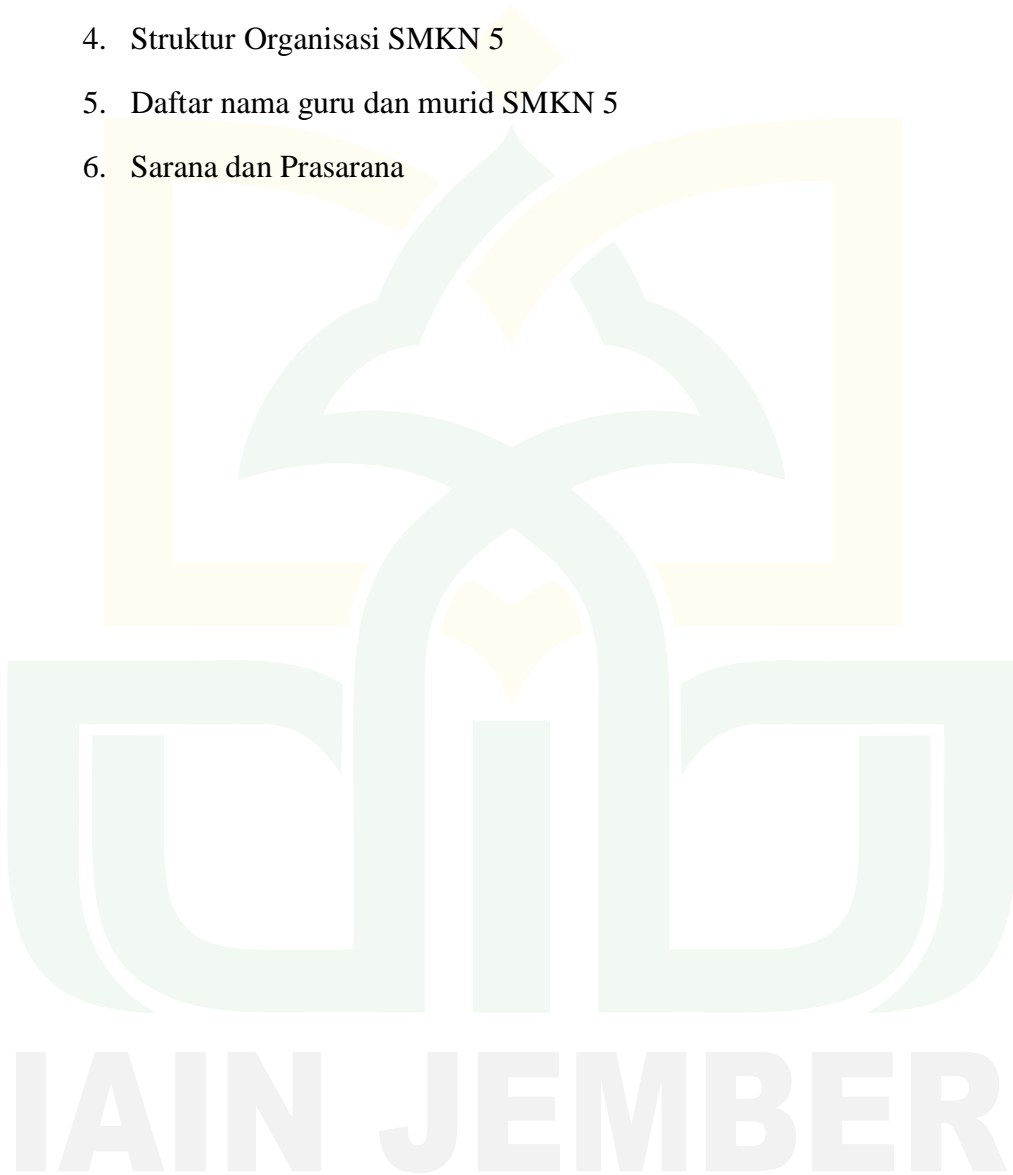 4. Struktur Organisasi SMKN 5
5. Daftar nama guru dan murid SMKN 5
6. Sarana dan Prasarana
IAIN JEMBER